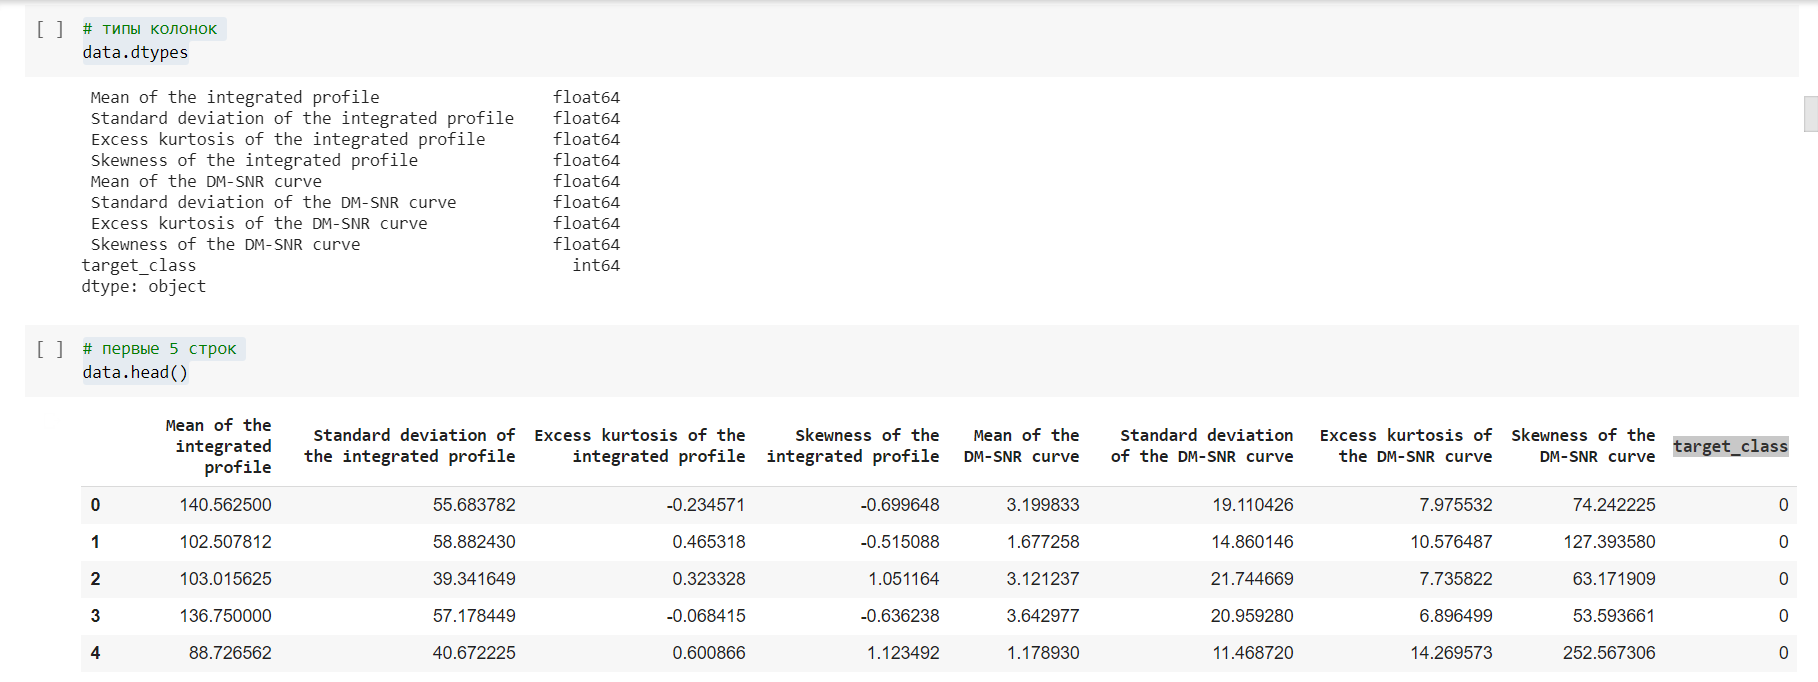 [ ] # типы колонок
data.dtypes
Mean of the integrated profile float64
Standard deviation of the integrated profile float64
Excess kurtosis of the integrated profile float64
Skewness of the integrated profile float64
Mean of the DM-SNR curve float64
Standard deviation of the DM-SNR curve float64
Excess kurtosis of the DM-SNR curve float64
Skewness of the DM-SNR curve float64
target_class int64
dtype: object
[ ] # первые 5 строк
data.head()
Mean of the
integrated
profile
Standard deviation of
the integrated profile
Excess kurtosis of the
integrated profile
Skewness of the
integrated profile
Mean of the
DM-SNR curve
Standard deviation
of the DM-SNR curve
Excess kurtosis of
the DM-SNR curve
Skewness of the
DM-SNR curve
target_class
0 140.562500 55.683782 -0.234571 -0.699648 3.199833 19.110426 7.975532 74.242225 0
1 102.507812 58.882430 0.465318 -0.515088 1.677258 14.860146 10.576487 127.393580 0
2 103.015625 39.341649 0.323328 1.051164 3.121237 21.744669 7.735822 63.171909 0
3 136.750000 57.178449 -0.068415 -0.636238 3.642977 20.959280 6.896499 53.593661 0
4 88.726562 40.672225 0.600866 1.123492 1.178930 11.468720 14.269573 252.567306 0